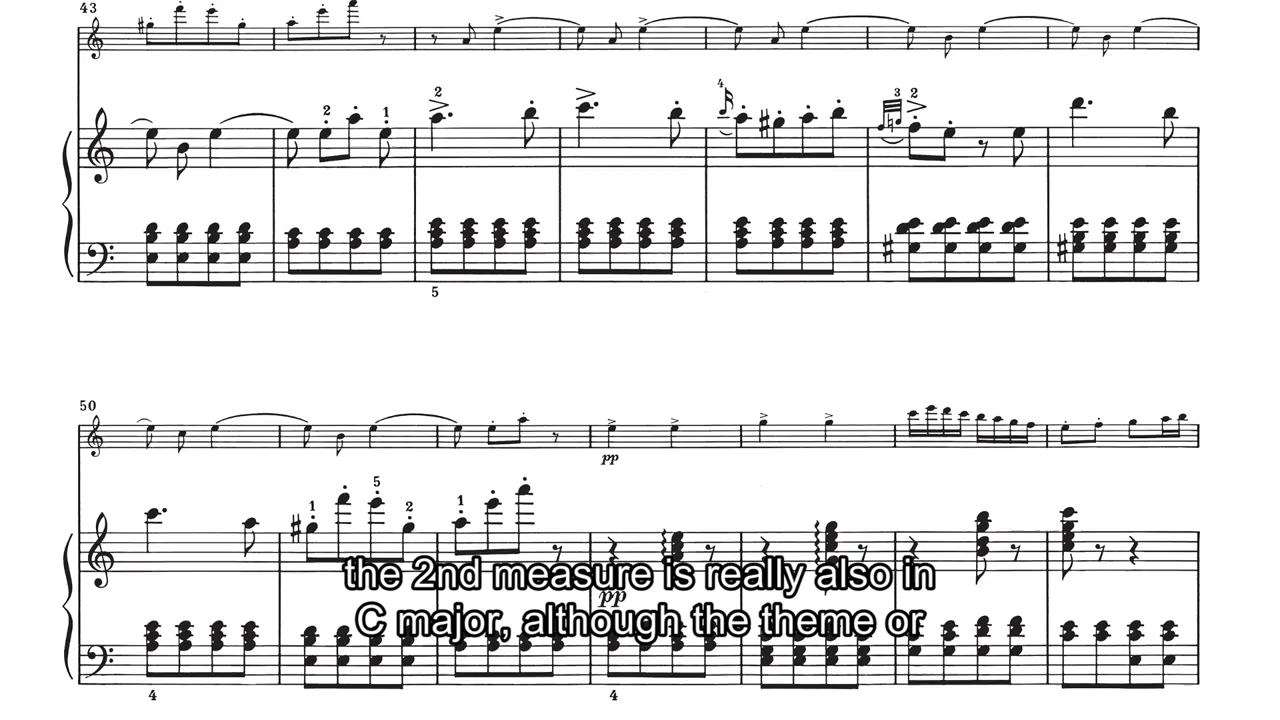 43
4 3 2
2 1 2
5
50
pp
1 5 2 1
the 2nd measure is really also in
pp
C major, although the theme or
4 4